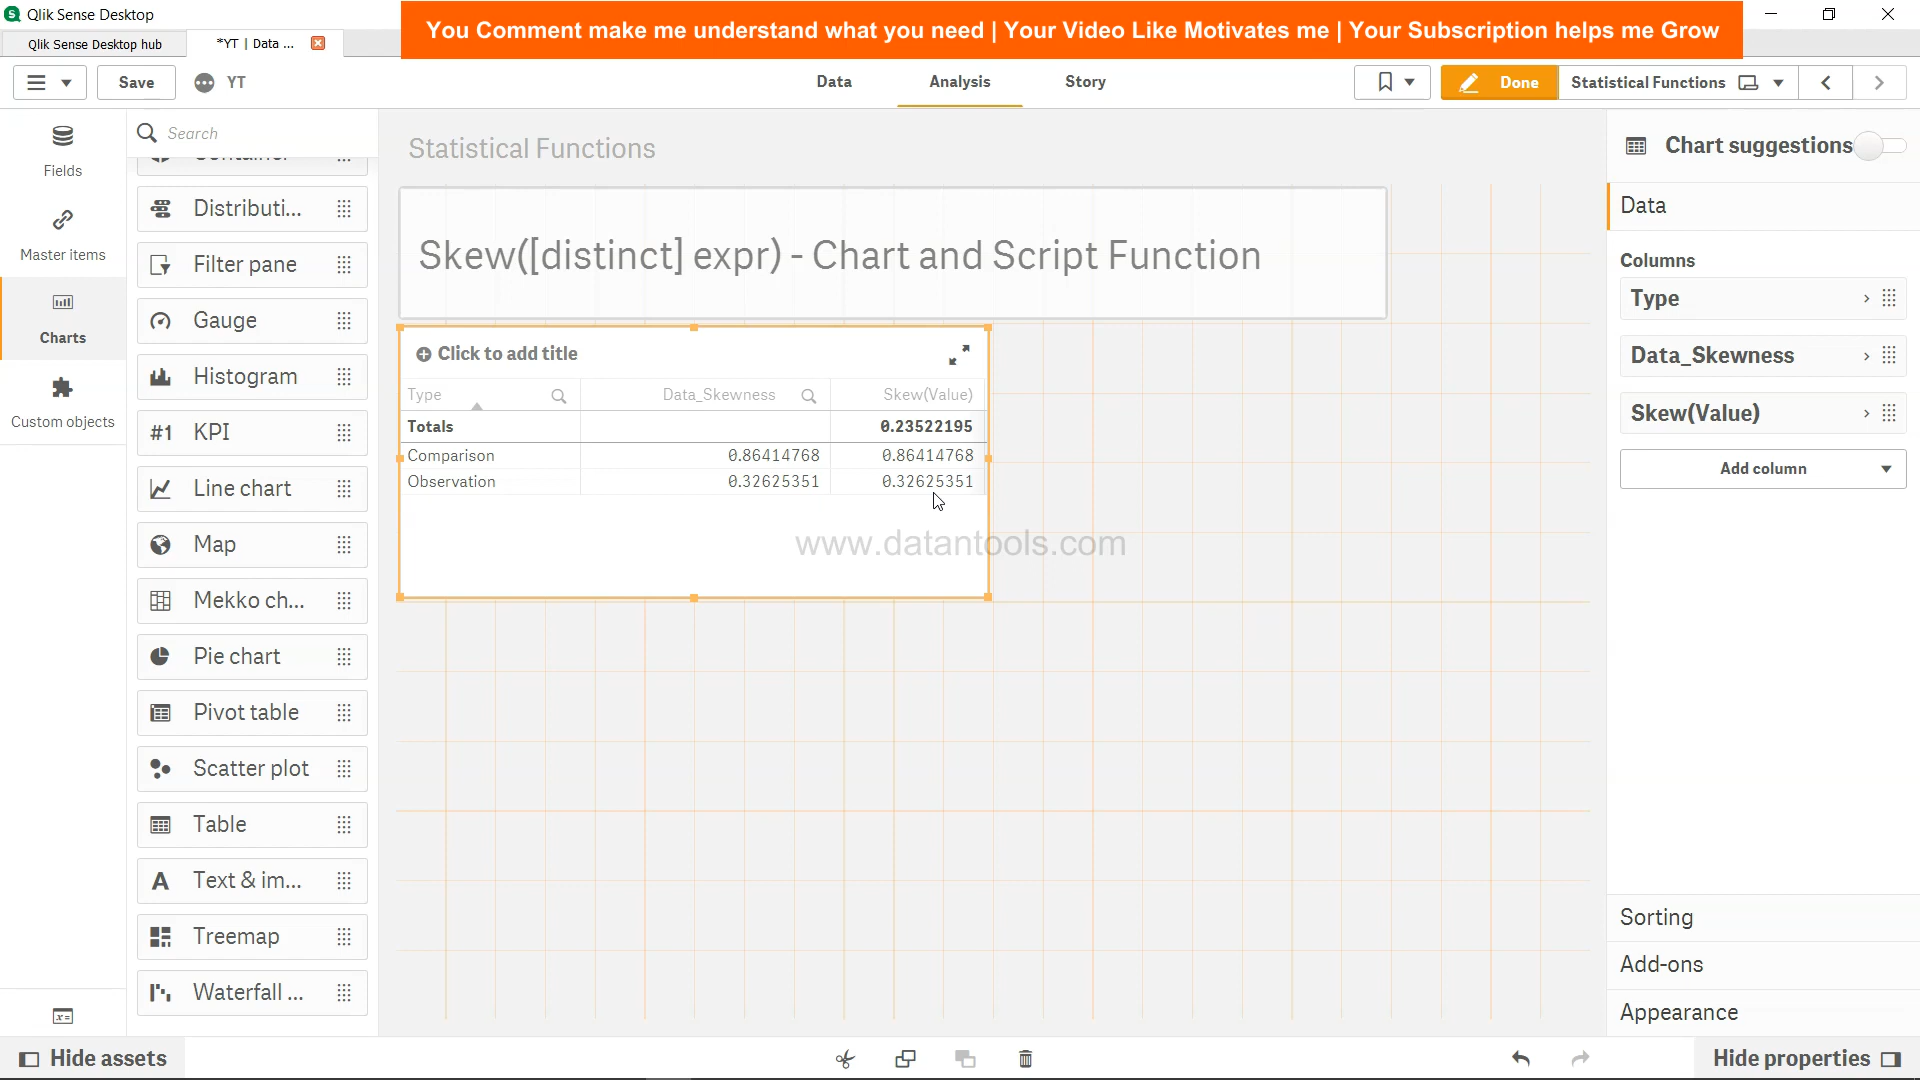 Qlik Sense Desktop
You Comment make me understand what you need | Your Video Like Motivates me | Your Subscription helps me Grow
Qlik Sense Desktop hub
*YT | Data ...
Save
YT
Data
Analysis
Story
Done
Statistical Functions
Fields
Master items
Charts
Custom objects
Search
Container
Distributi...
Filter pane
Gauge
Histogram
#1 KPI
Line chart
Map
Mekko ch...
Pie chart
Pivot table
Scatter plot
Table
A Text & im...
Treemap
Waterfall ...
Statistical Functions
Skew([distinct] expr) - Chart and Script Function
Click to add title
Type Data_Skewness Skew(Value)
Totals 0.23522195
Comparison 0.86414768 0.86414768
Observation 0.32625351 0.32625351
www.datantools.com
Chart suggestions
Data
Columns
Type
Data_Skewness
Skew(Value)
Add column
Sorting
Add-ons
Appearance
Hide assets
Hide properties